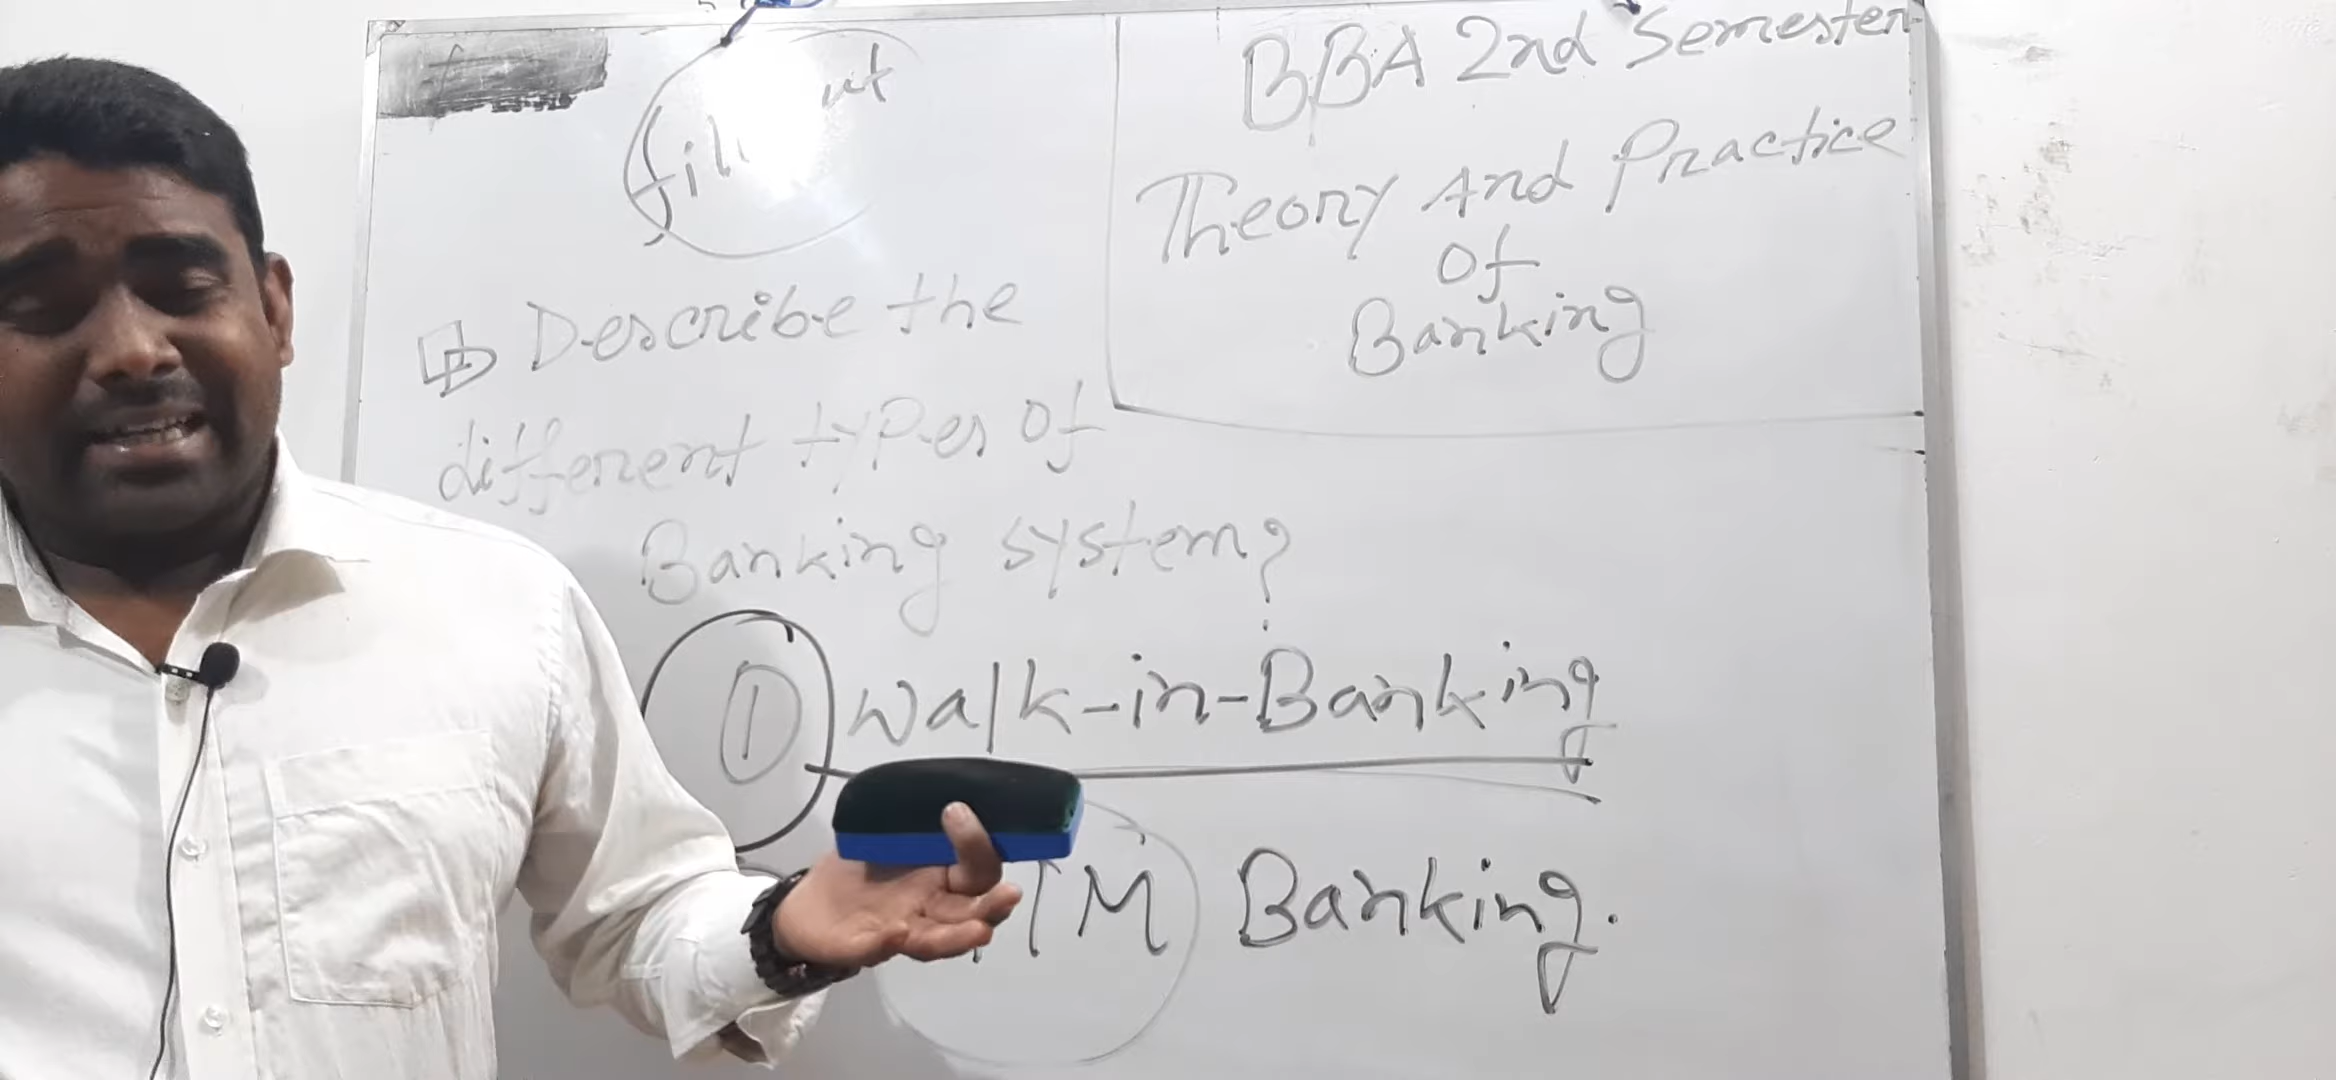 BBA 2nd Semester
Theory And Practice
Of
Banking
Describe the
different types of
Banking system?
1 Walk-in-Banking
TM Banking.